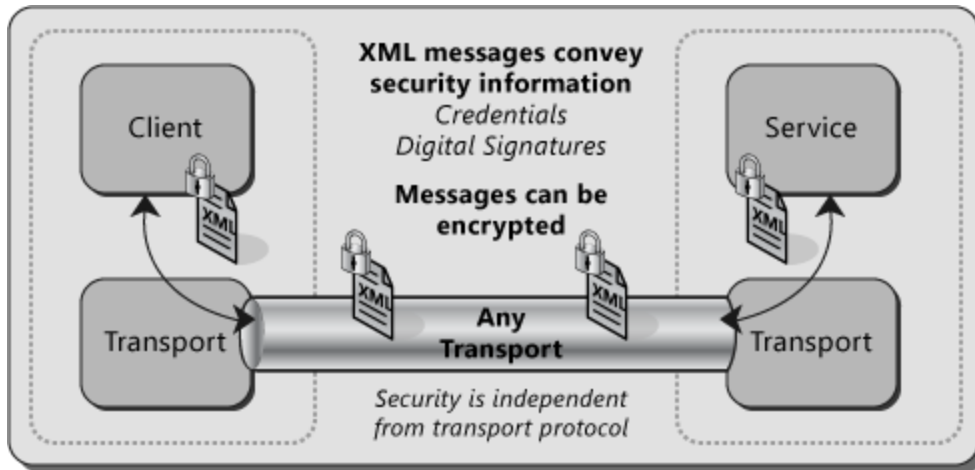 XML messages convey
security information
Credentials
Digital Signatures
Client
Service
XML
XML
Messages can be
encrypted
XML
XML
Transport
Any
Transport
Transport
Security is independent
from transport protocol